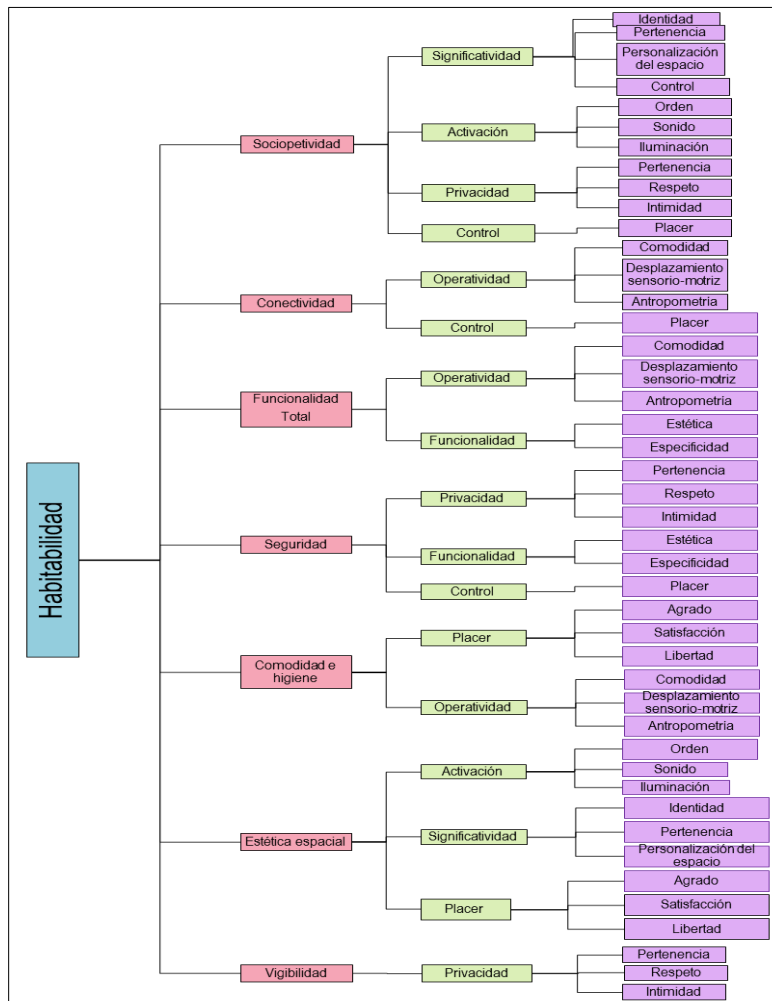 Habitabilidad
Sociopetividad
Significatividad
Identidad
Pertenencia
Personalización
del espacio
Control
Activación
Orden
Sonido
Iluminación
Privacidad
Pertenencia
Respeto
Intimidad
Control
Placer
Conectividad
Operatividad
Comodidad
Desplazamiento
sensorio-motriz
Antropometria
Control
Placer
Funcionalidad
Total
Operatividad
Comodidad
Desplazamiento
sensorio-motriz
Antropometria
Funcionalidad
Estética
Especificidad
Seguridad
Privacidad
Pertenencia
Respeto
Intimidad
Funcionalidad
Estética
Especificidad
Control
Placer
Comodidad e
higiene
Placer
Agrado
Satisfacción
Libertad
Operatividad
Comodidad
Desplazamiento
sensorio-motriz
Antropometria
Estética espacial
Activación
Orden
Sonido
Iluminación
Significatividad
Identidad
Pertenencia
Personalización del
espacio
Placer
Agrado
Satisfacción
Libertad
Vigibilidad
Privacidad
Pertenencia
Respeto
Intimidad